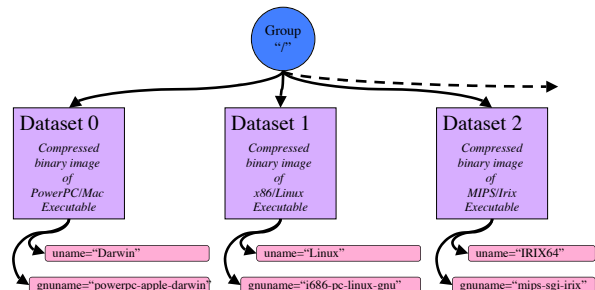 Group
“/”
Dataset 0
Compressed
binary image
of
PowerPC/Mac
Executable
uname=“Darwin”
gnuname=“powerpc-apple-darwin”
Dataset 1
Compressed
binary image
of
x86/Linux
Executable
uname=“Linux”
gnuname=“i686-pc-linux-gnu”
Dataset 2
Compressed
binary image
of
MIPS/Irix
Executable
uname=“IRIX64”
gnuname=“mips-sgi-irix”